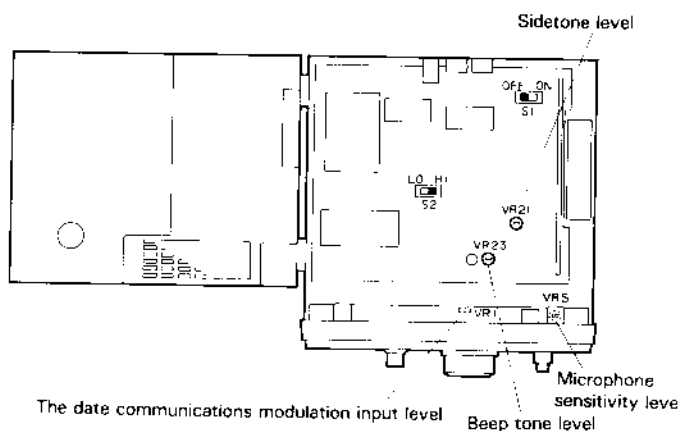 Sidetone level
OFF ON
S1
LO HI
S2
VR21
VR23
VR5
VR1
Microphone
sensitivity leve
The date communications modulation input level
Beep tone level